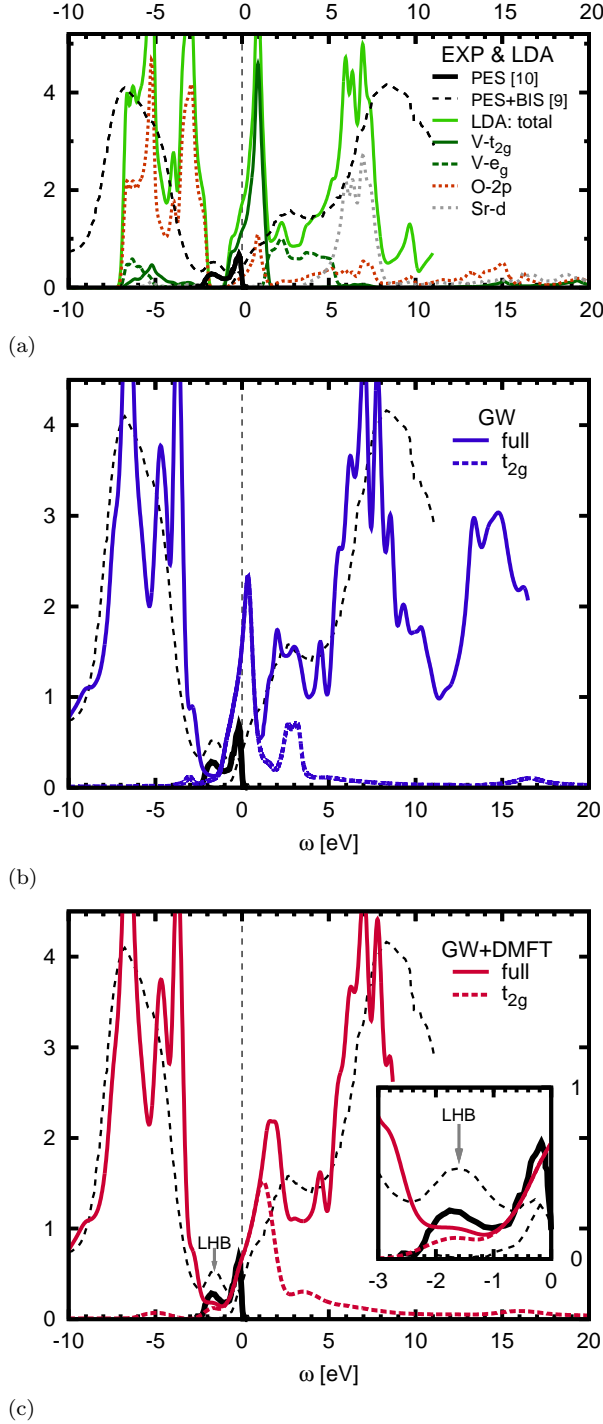 -10 -5 0 5 10 15 20
EXP & LDA
PES [10]
PES+BIS [9]
LDA: total
V-t2g
V-eg
O-2p
Sr-d
4
2
0
-10 -5 0 5 10 15 20
(a)
GW
full
t2g
4
3
2
1
0
-10 -5 0 5 10 15 20
ω [eV]
(b)
GW+DMFT
full
t2g
4
3
2
1
0
LHB
1
LHB
0
-3 -2 -1 0
-10 -5 0 5 10 15 20
ω [eV]
(c)